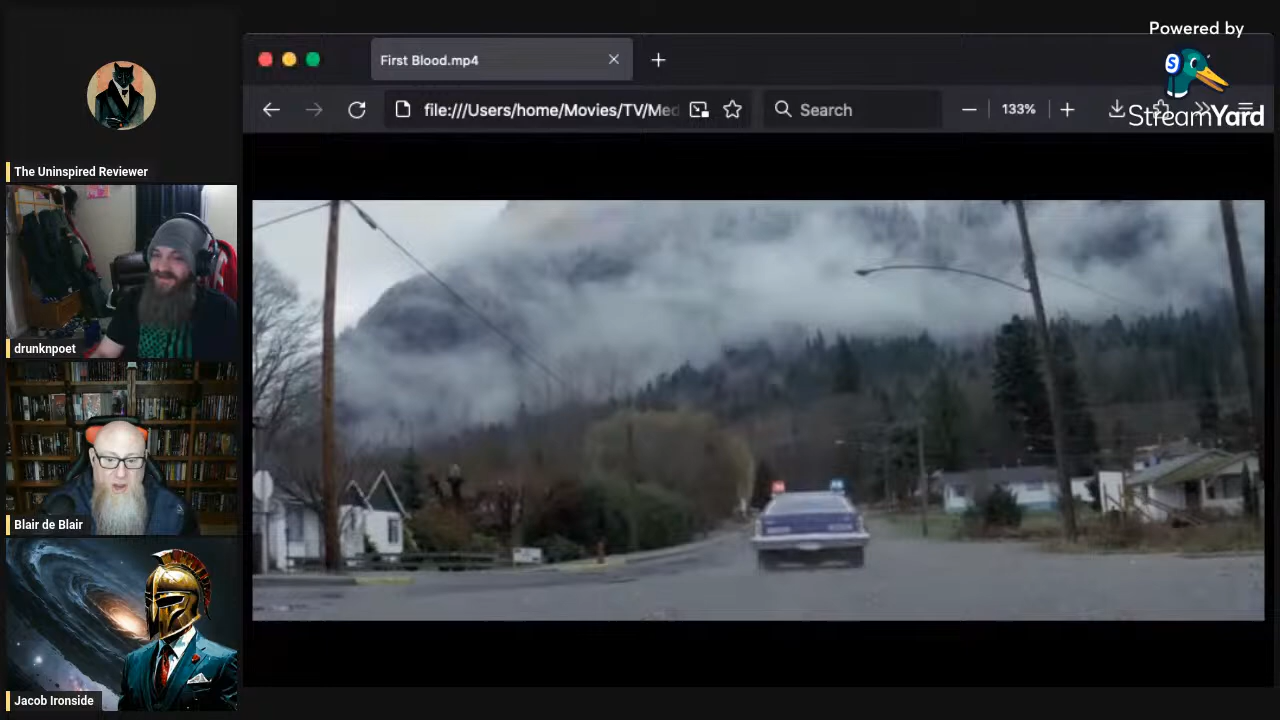 Powered by
StreamYard
First Blood.mp4
file:///Users/home/Movies/TV/Med
Search
133%
The Uninspired Reviewer
drunknpoet
Blair de Blair
Jacob Ironside